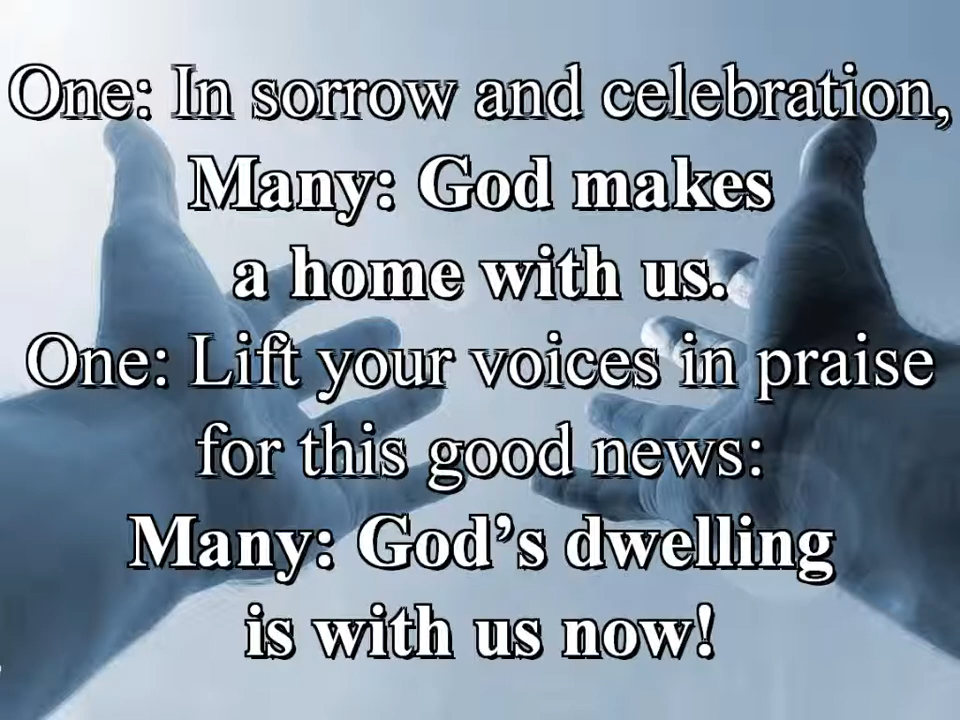 One: In sorrow and celebration,
Many: God makes
a home with us.
One: Lift your voices in praise
for this good news:
Many: God’s dwelling
is with us now!